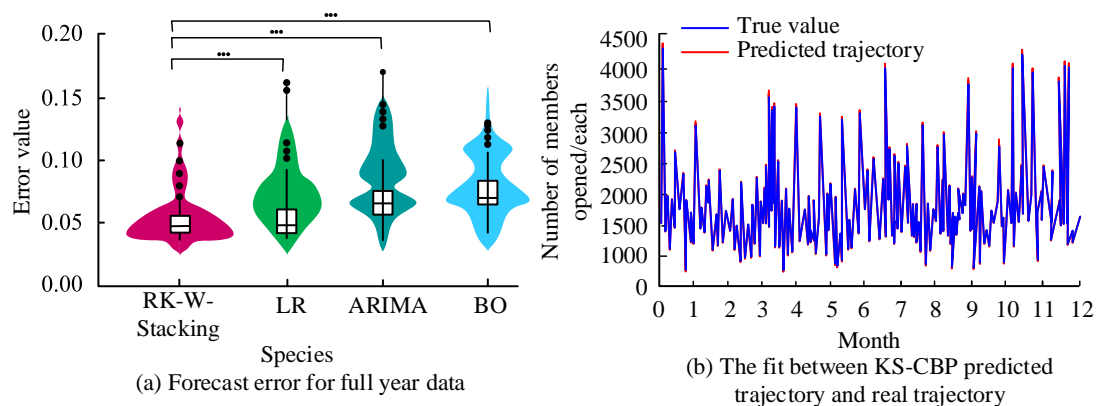 0.20
0.15
0.10
0.05
0.00
Error value
•••
•••
•••
RK-W-
Stacking
LR
ARIMA
BO
Species
(a) Forecast error for full year data
True value
Predicted trajectory
4500
4000
3500
3000
2500
2000
1500
1000
0
Number of members
opened/each
0
1
2
3
4
5
6
7
8
9
10
11
12
Month
(b) The fit between KS-CBP predicted
trajectory and real trajectory